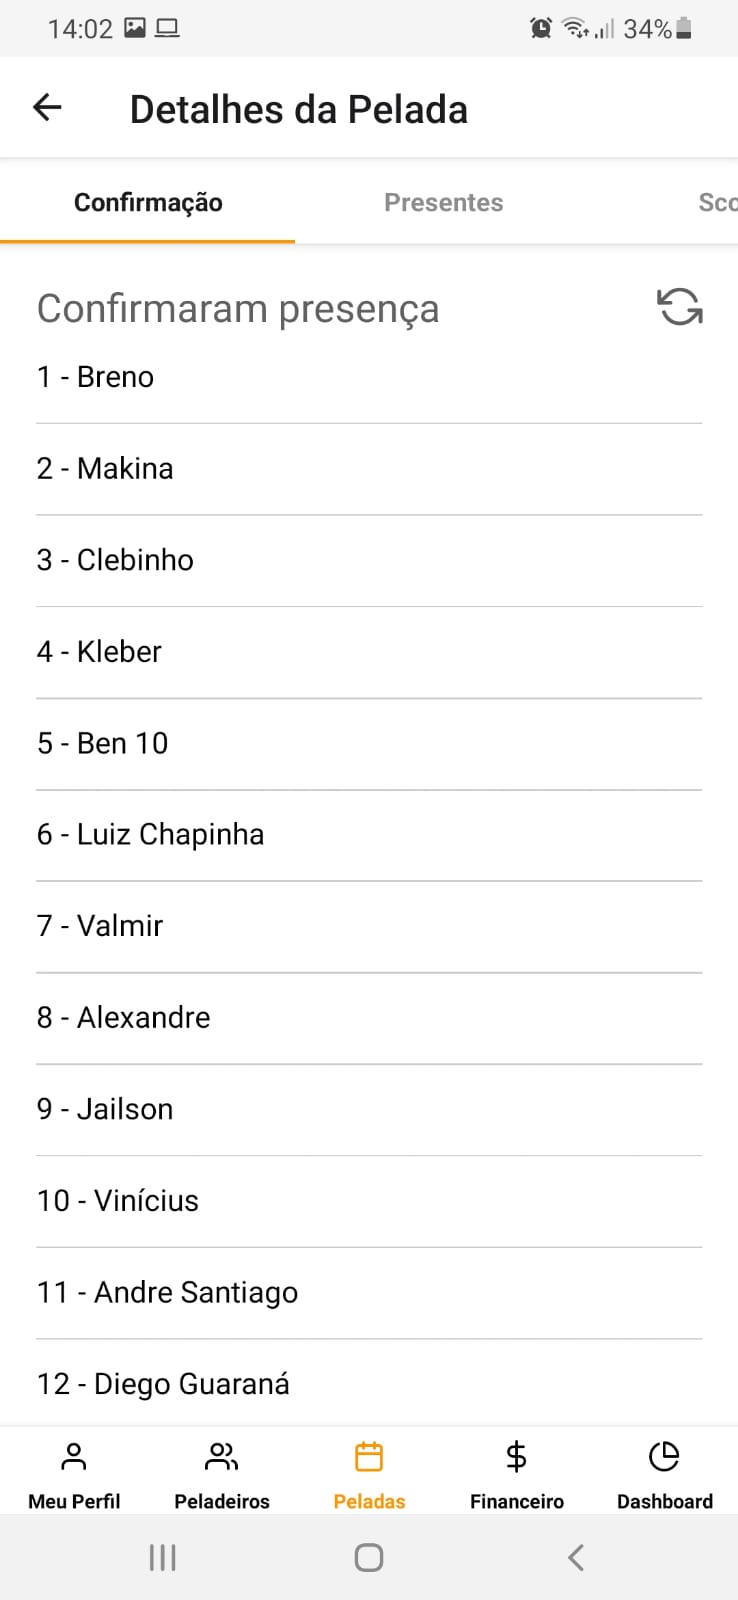 14:02 34%
Detalhes da Pelada
Confirmação Presentes Sco
Confirmaram presença
1 - Breno
2 - Makina
3 - Clebinho
4 - Kleber
5 - Ben 10
6 - Luiz Chapinha
7 - Valmir
8 - Alexandre
9 - Jailson
10 - Vinícius
11 - Andre Santiago
12 - Diego Guaraná
Meu Perfil Peladeiros Peladas Financeiro Dashboard